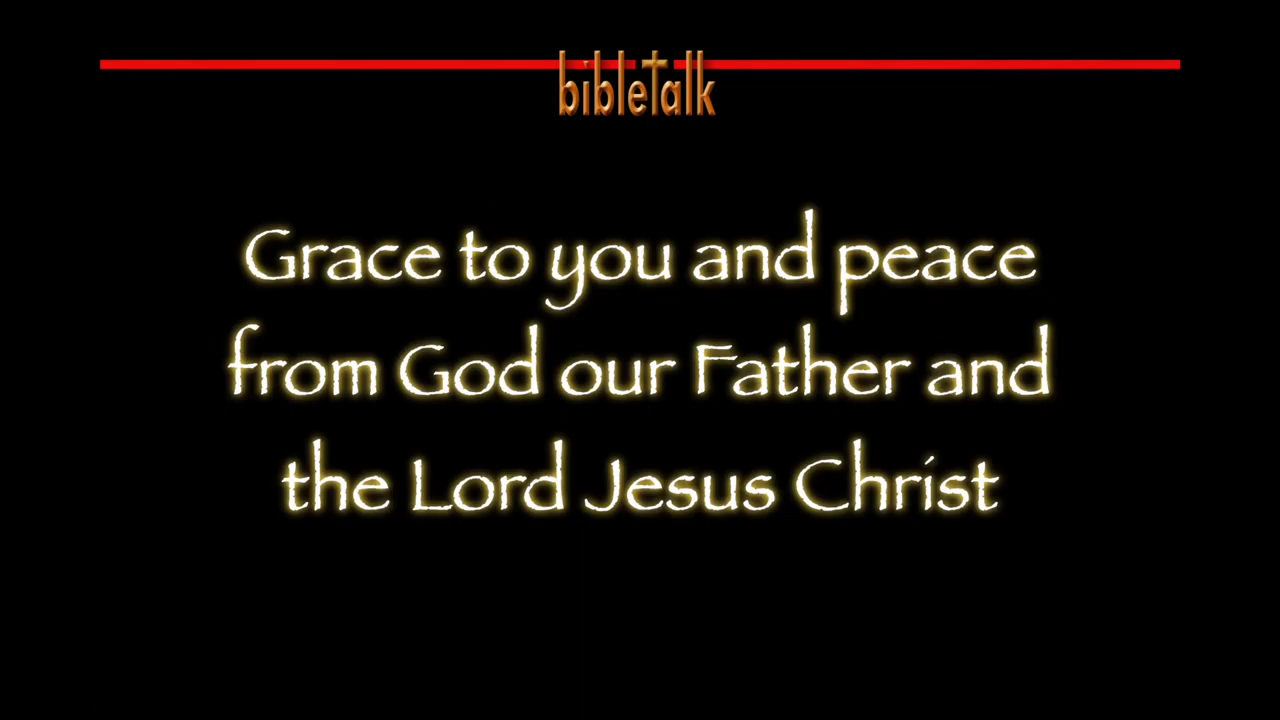 bibleTalk
Grace to you and peace
from God our Father and
the Lord Jesus Christ